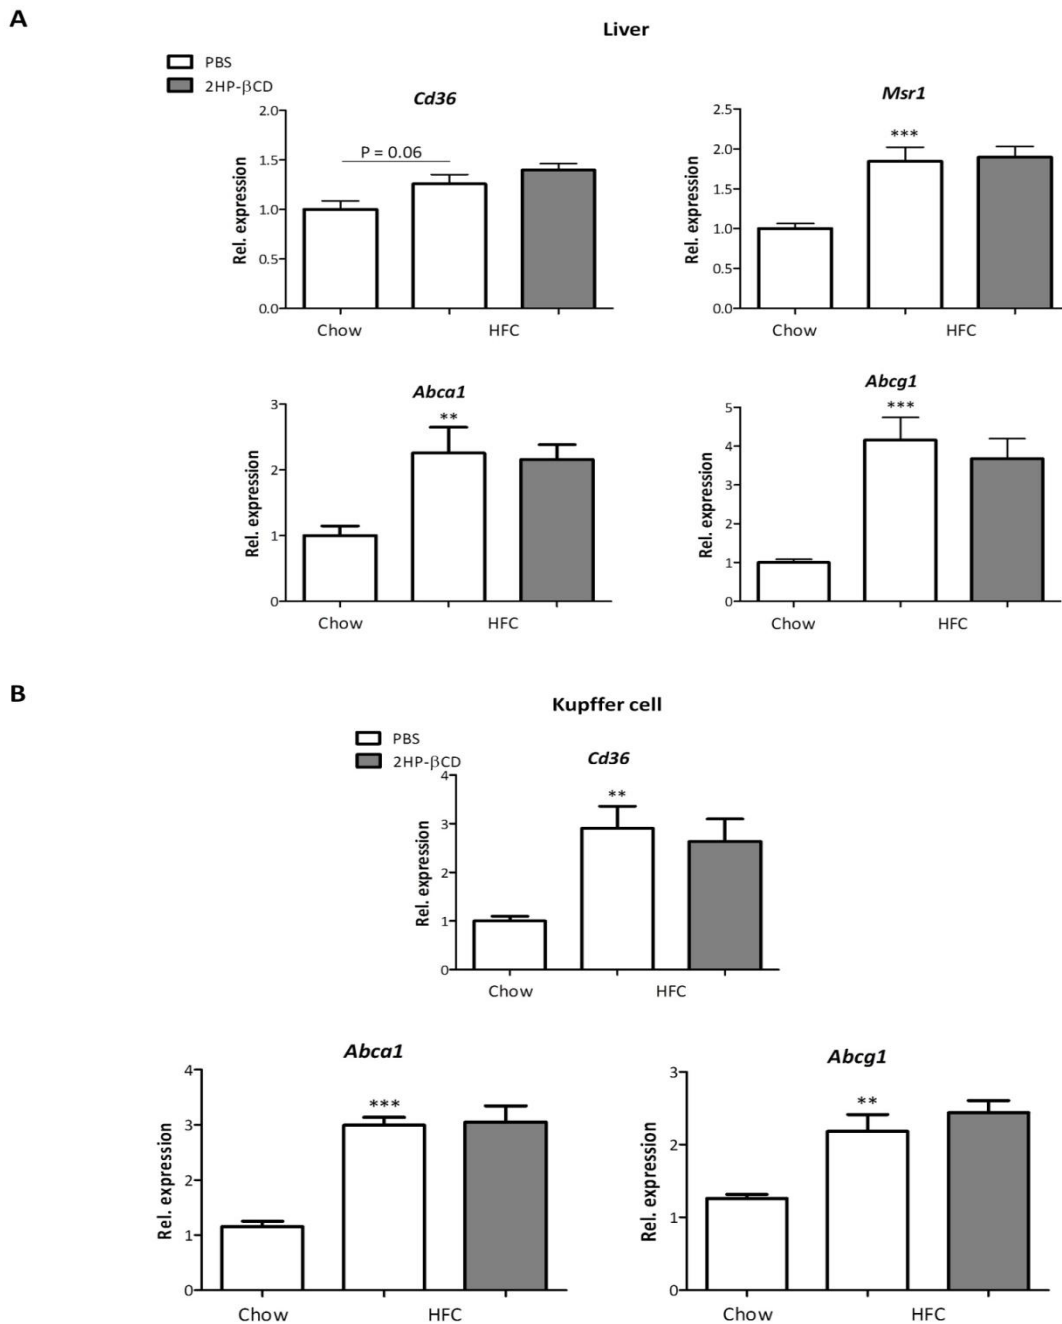 A
Liver
PBS
2HP-βCD
Cd36
Rel. expression
2.0
1.5
1.0
0.5
0.0
P = 0.06
Chow
HFC
Msr1
Rel. expression
2.5
2.0
1.5
1.0
0.5
0.0
***
Chow
HFC
Abca1
Rel. expression
3
2
1
0
**
Chow
HFC
Abcg1
Rel. expression
5
4
3
2
1
0
***
Chow
HFC
B
Kupffer cell
PBS
2HP-βCD
Cd36
Rel. expression
4
3
2
1
0
**
Chow
HFC
Abca1
Rel. expression
4
3
2
1
0
***
Chow
HFC
Abcg1
Rel. expression
3
2
1
0
**
Chow
HFC